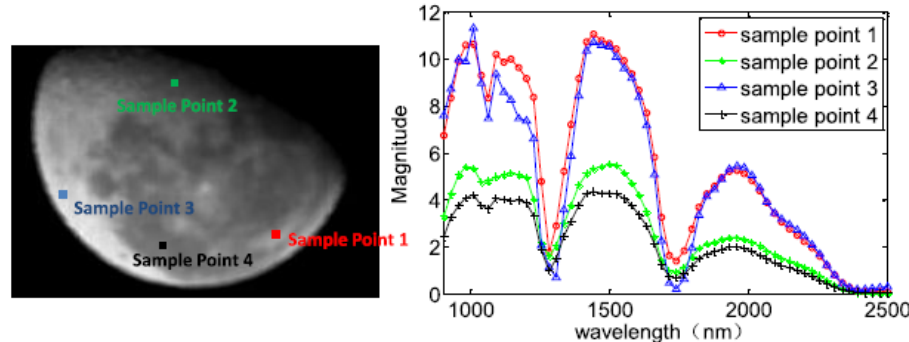 Sample Point 2
Sample Point 3
Sample Point 1
Sample Point 4
12
10
8
6
4
2
0
Magnitude
sample point 1
sample point 2
sample point 3
sample point 4
1000
1500
2000
2500
wavelength（nm）